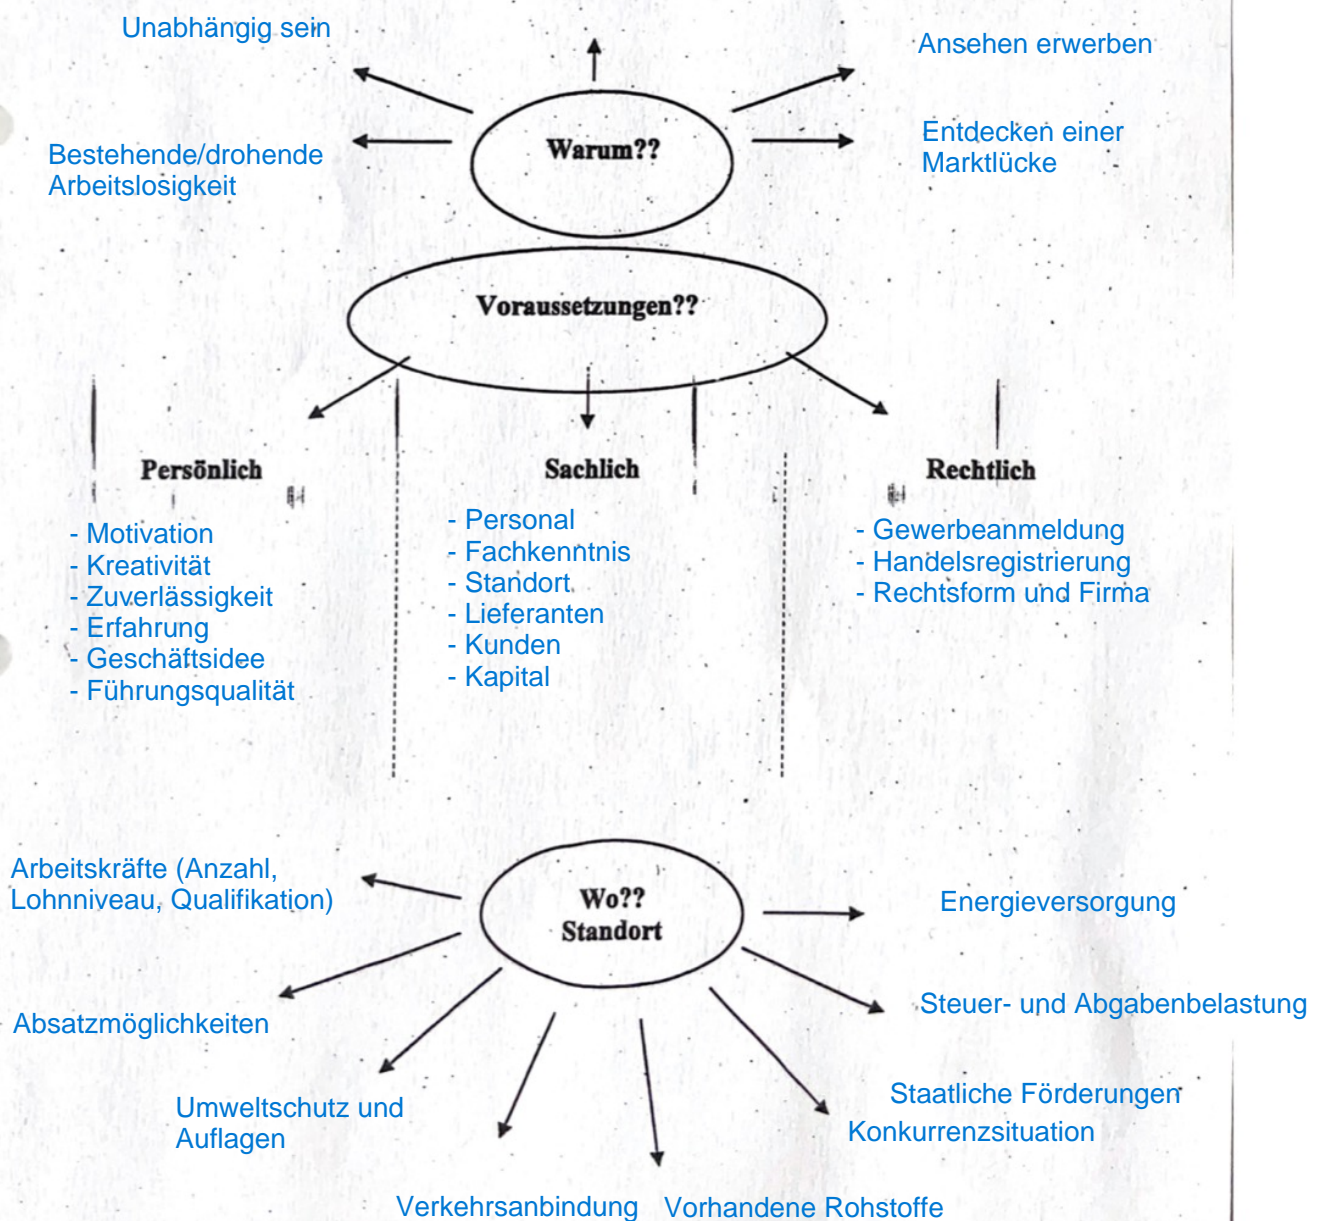 Unabhängig sein
Ansehen erwerben
Warum??
Bestehende/drohende
Arbeitslosigkeit
Entdecken einer
Marktlücke
Voraussetzungen??
Persönlich
- Motivation
- Kreativität
- Zuverlässigkeit
- Erfahrung
- Geschäftsidee
- Führungsqualität
Sachlich
- Personal
- Fachkenntnis
- Standort
- Lieferanten
- Kunden
- Kapital
Rechtlich
- Gewerbeanmeldung
- Handelsregistrierung
- Rechtsform und Firma
Wo??
Standort
Arbeitskräfte (Anzahl,
Lohnniveau, Qualifikation)
Energieversorgung
Absatzmöglichkeiten
Steuer- und Abgabenbelastung
Umweltschutz und
Auflagen
Staatliche Förderungen
Konkurrenzsituation
Verkehrsanbindung
Vorhandene Rohstoffe